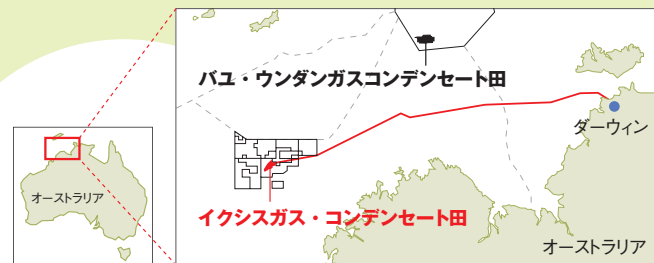 バユ・ウンダンガスコンデンセート田
ダーウィン
オーストラリア
イクシスガス・コンデンセート田
オーストラリア